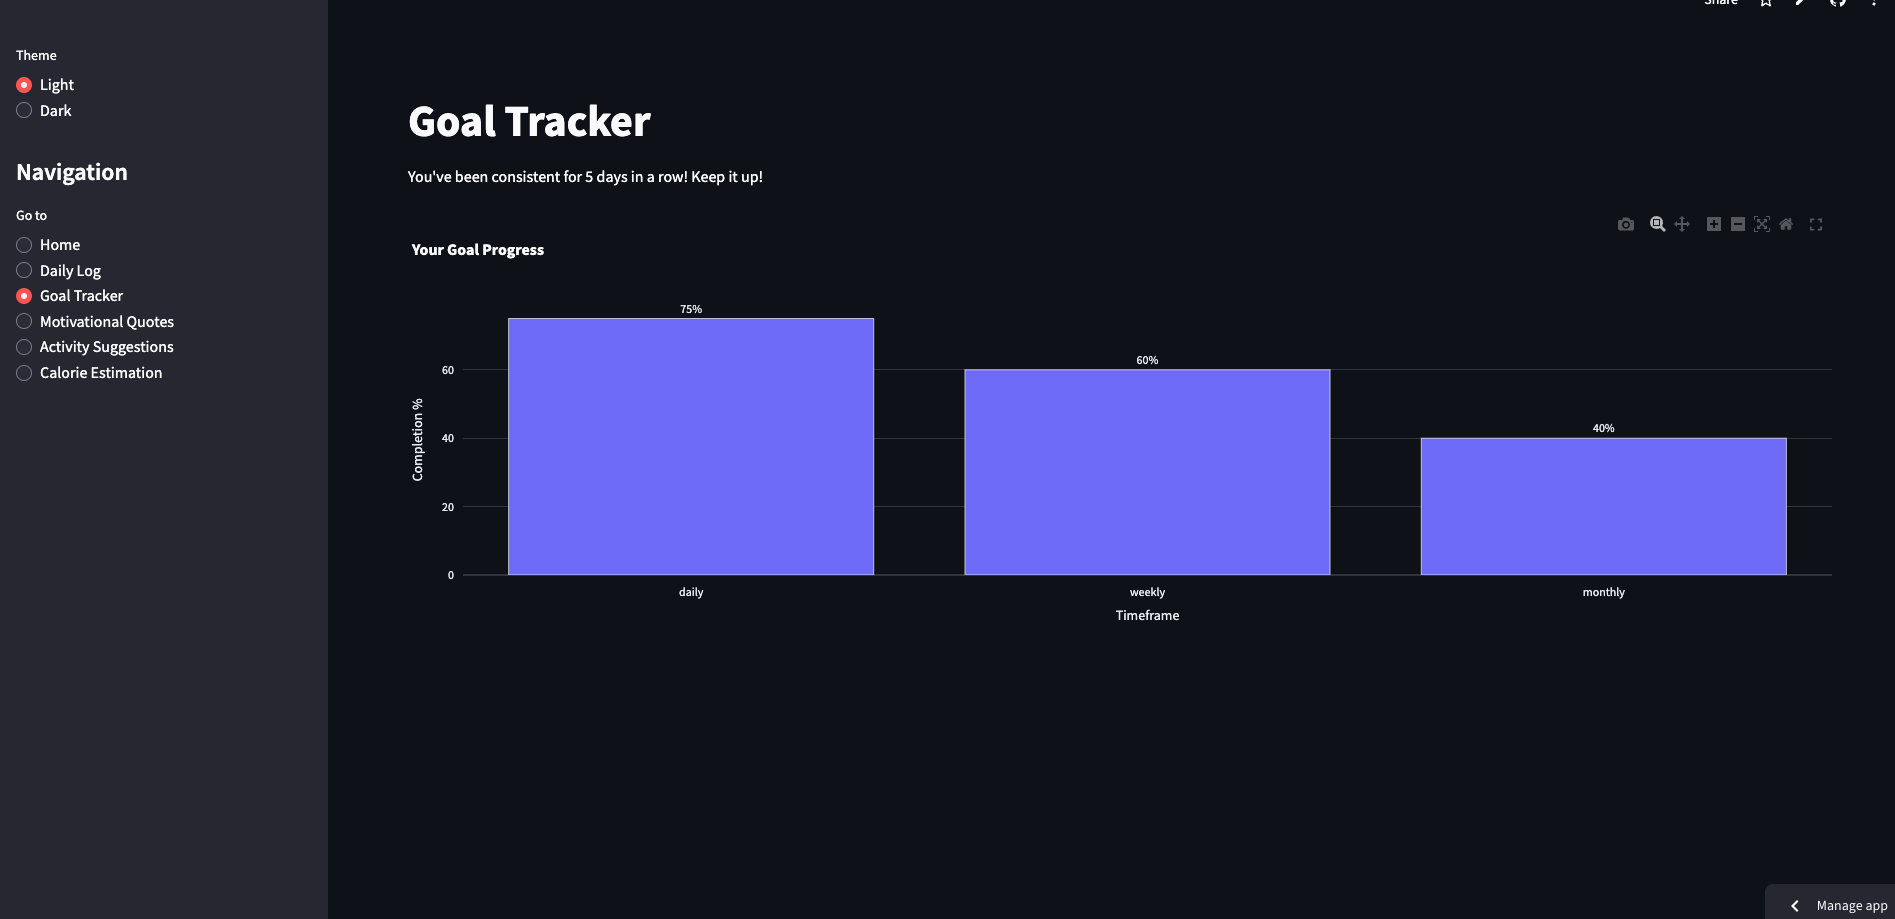 Share
Theme
Light
Dark
Navigation
Go to
Home
Daily Log
Goal Tracker
Motivational Quotes
Activity Suggestions
Calorie Estimation
Goal Tracker
You've been consistent for 5 days in a row! Keep it up!
Your Goal Progress
75%
60%
40%
60
40
20
0
Completion %
daily
weekly
monthly
Timeframe
Manage app